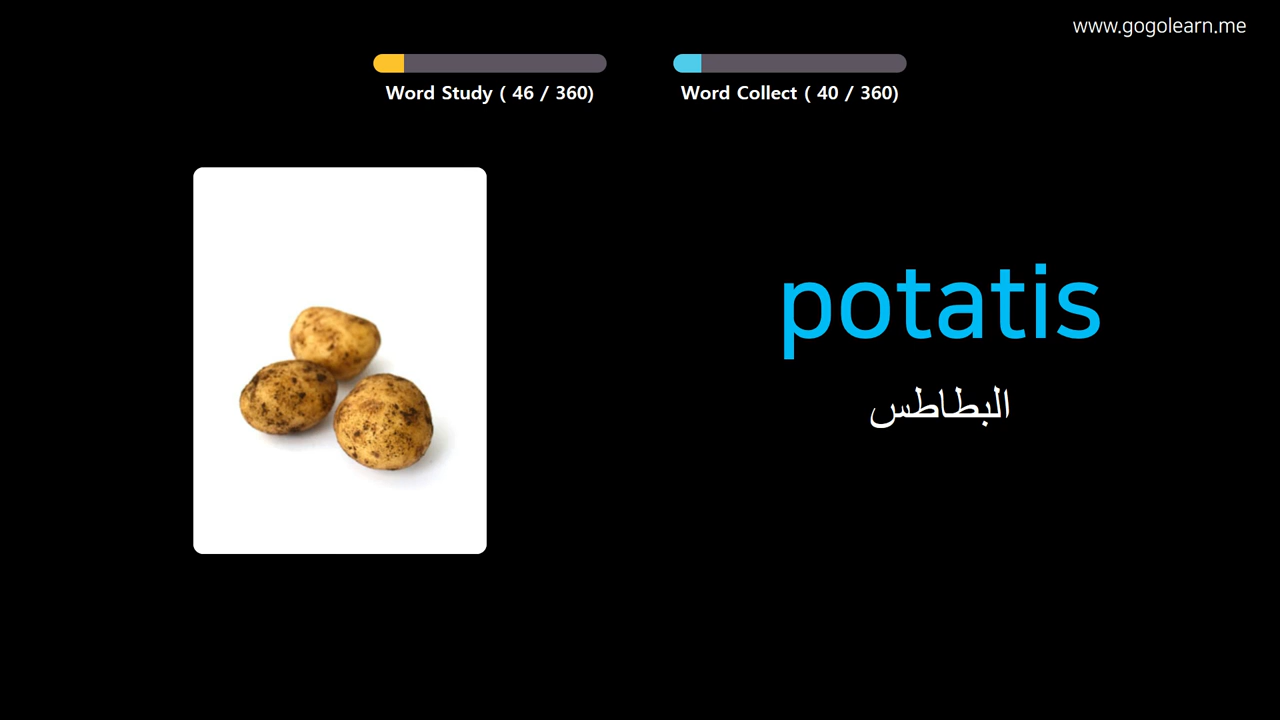 www.gogolearn.me
Word Study ( 46 / 360)
Word Collect ( 40 / 360)
potatis
البطاطس